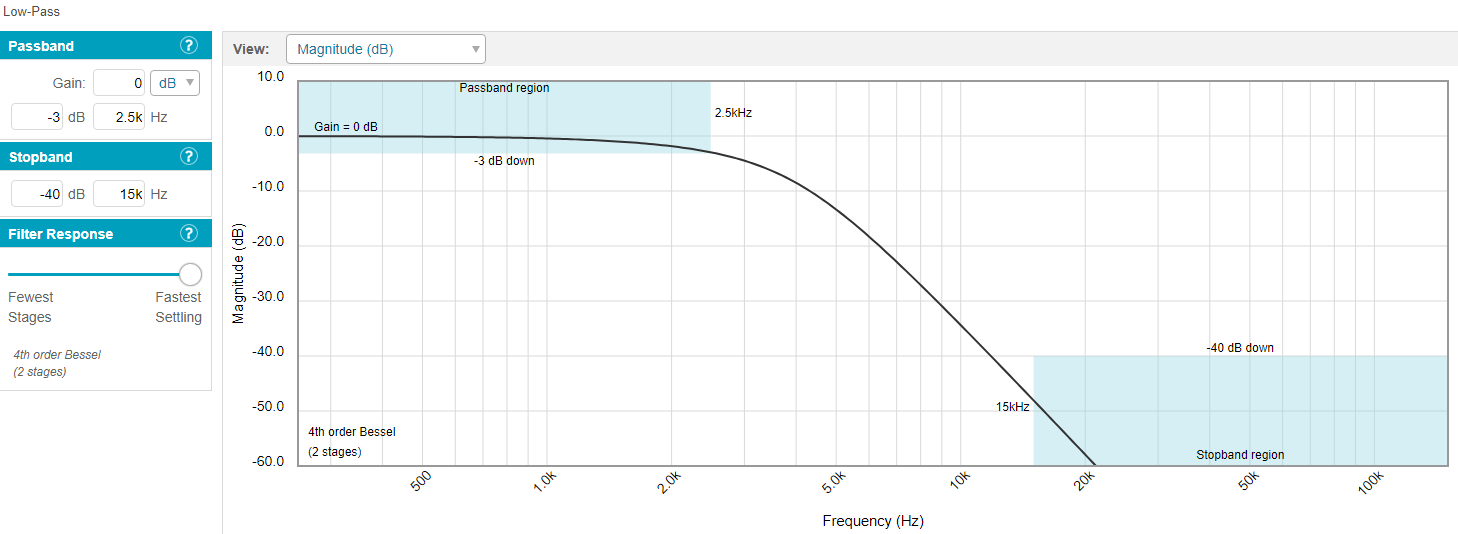 Low-Pass
Passband ?
Gain: 0 dB
-3 dB 2.5k Hz
Stopband ?
-40 dB 15k Hz
Filter Response ?
Fewest Stages
Fastest Settling
4th order Bessel
(2 stages)
View: Magnitude (dB)
Magnitude (dB)
10.0
0.0
-10.0
-20.0
-30.0
-40.0
-50.0
-60.0
Passband region
2.5kHz
Gain = 0 dB
-3 dB down
-40 dB down
15kHz
4th order Bessel
(2 stages)
Stopband region
500 1.0k 2.0k 5.0k 10k 20k 50k 100k
Frequency (Hz)